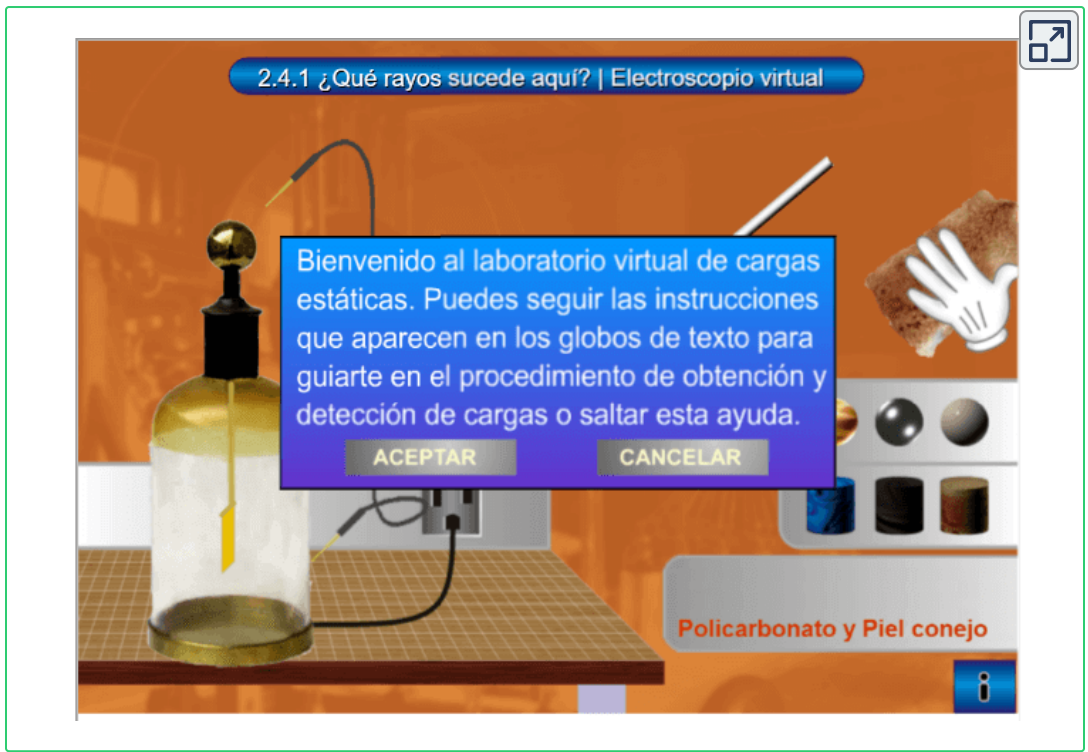 2.4.1 ¿Qué rayos sucede aquí? | Electroscopio virtual
Bienvenido al laboratorio virtual de cargas
estáticas. Puedes seguir las instrucciones
que aparecen en los globos de texto para
guiarte en el procedimiento de obtención y
detección de cargas o saltar esta ayuda.
ACEPTAR CANCELAR
Policarbonato y Piel conejo
i